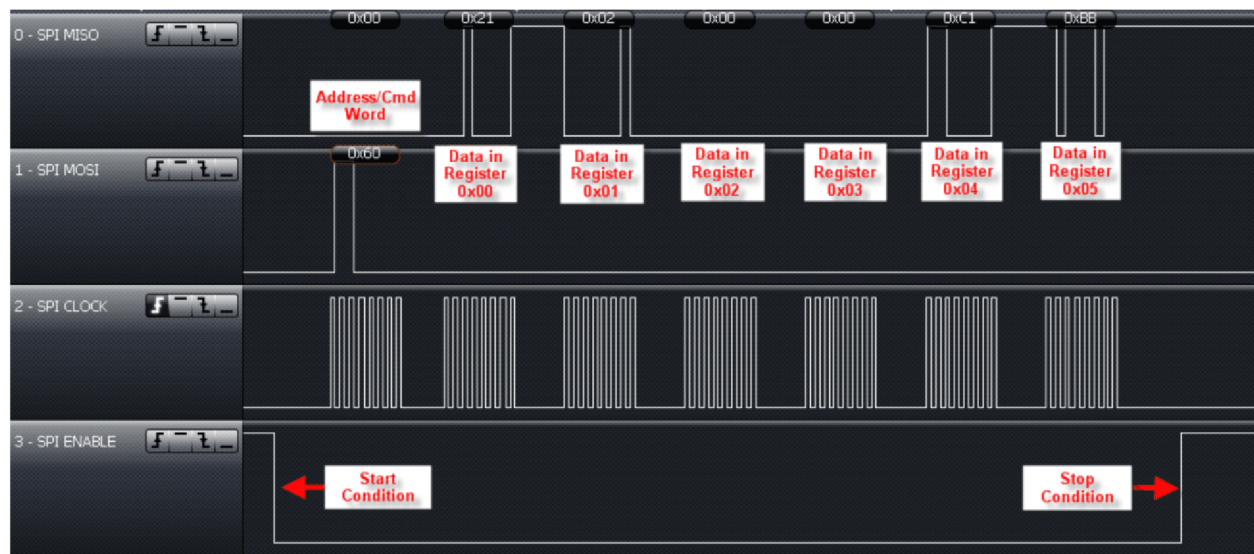 0x00 0x21 0x02 0x00 0x00 0xC1 0xBB
0 - SPI MISO
Address/Cmd
Word
0x60
1 - SPI MOSI
Data in
Register
0x00
Data in
Register
0x01
Data in
Register
0x02
Data in
Register
0x03
Data in
Register
0x04
Data in
Register
0x05
2 - SPI CLOCK
3 - SPI ENABLE
Start
Condition
Stop
Condition